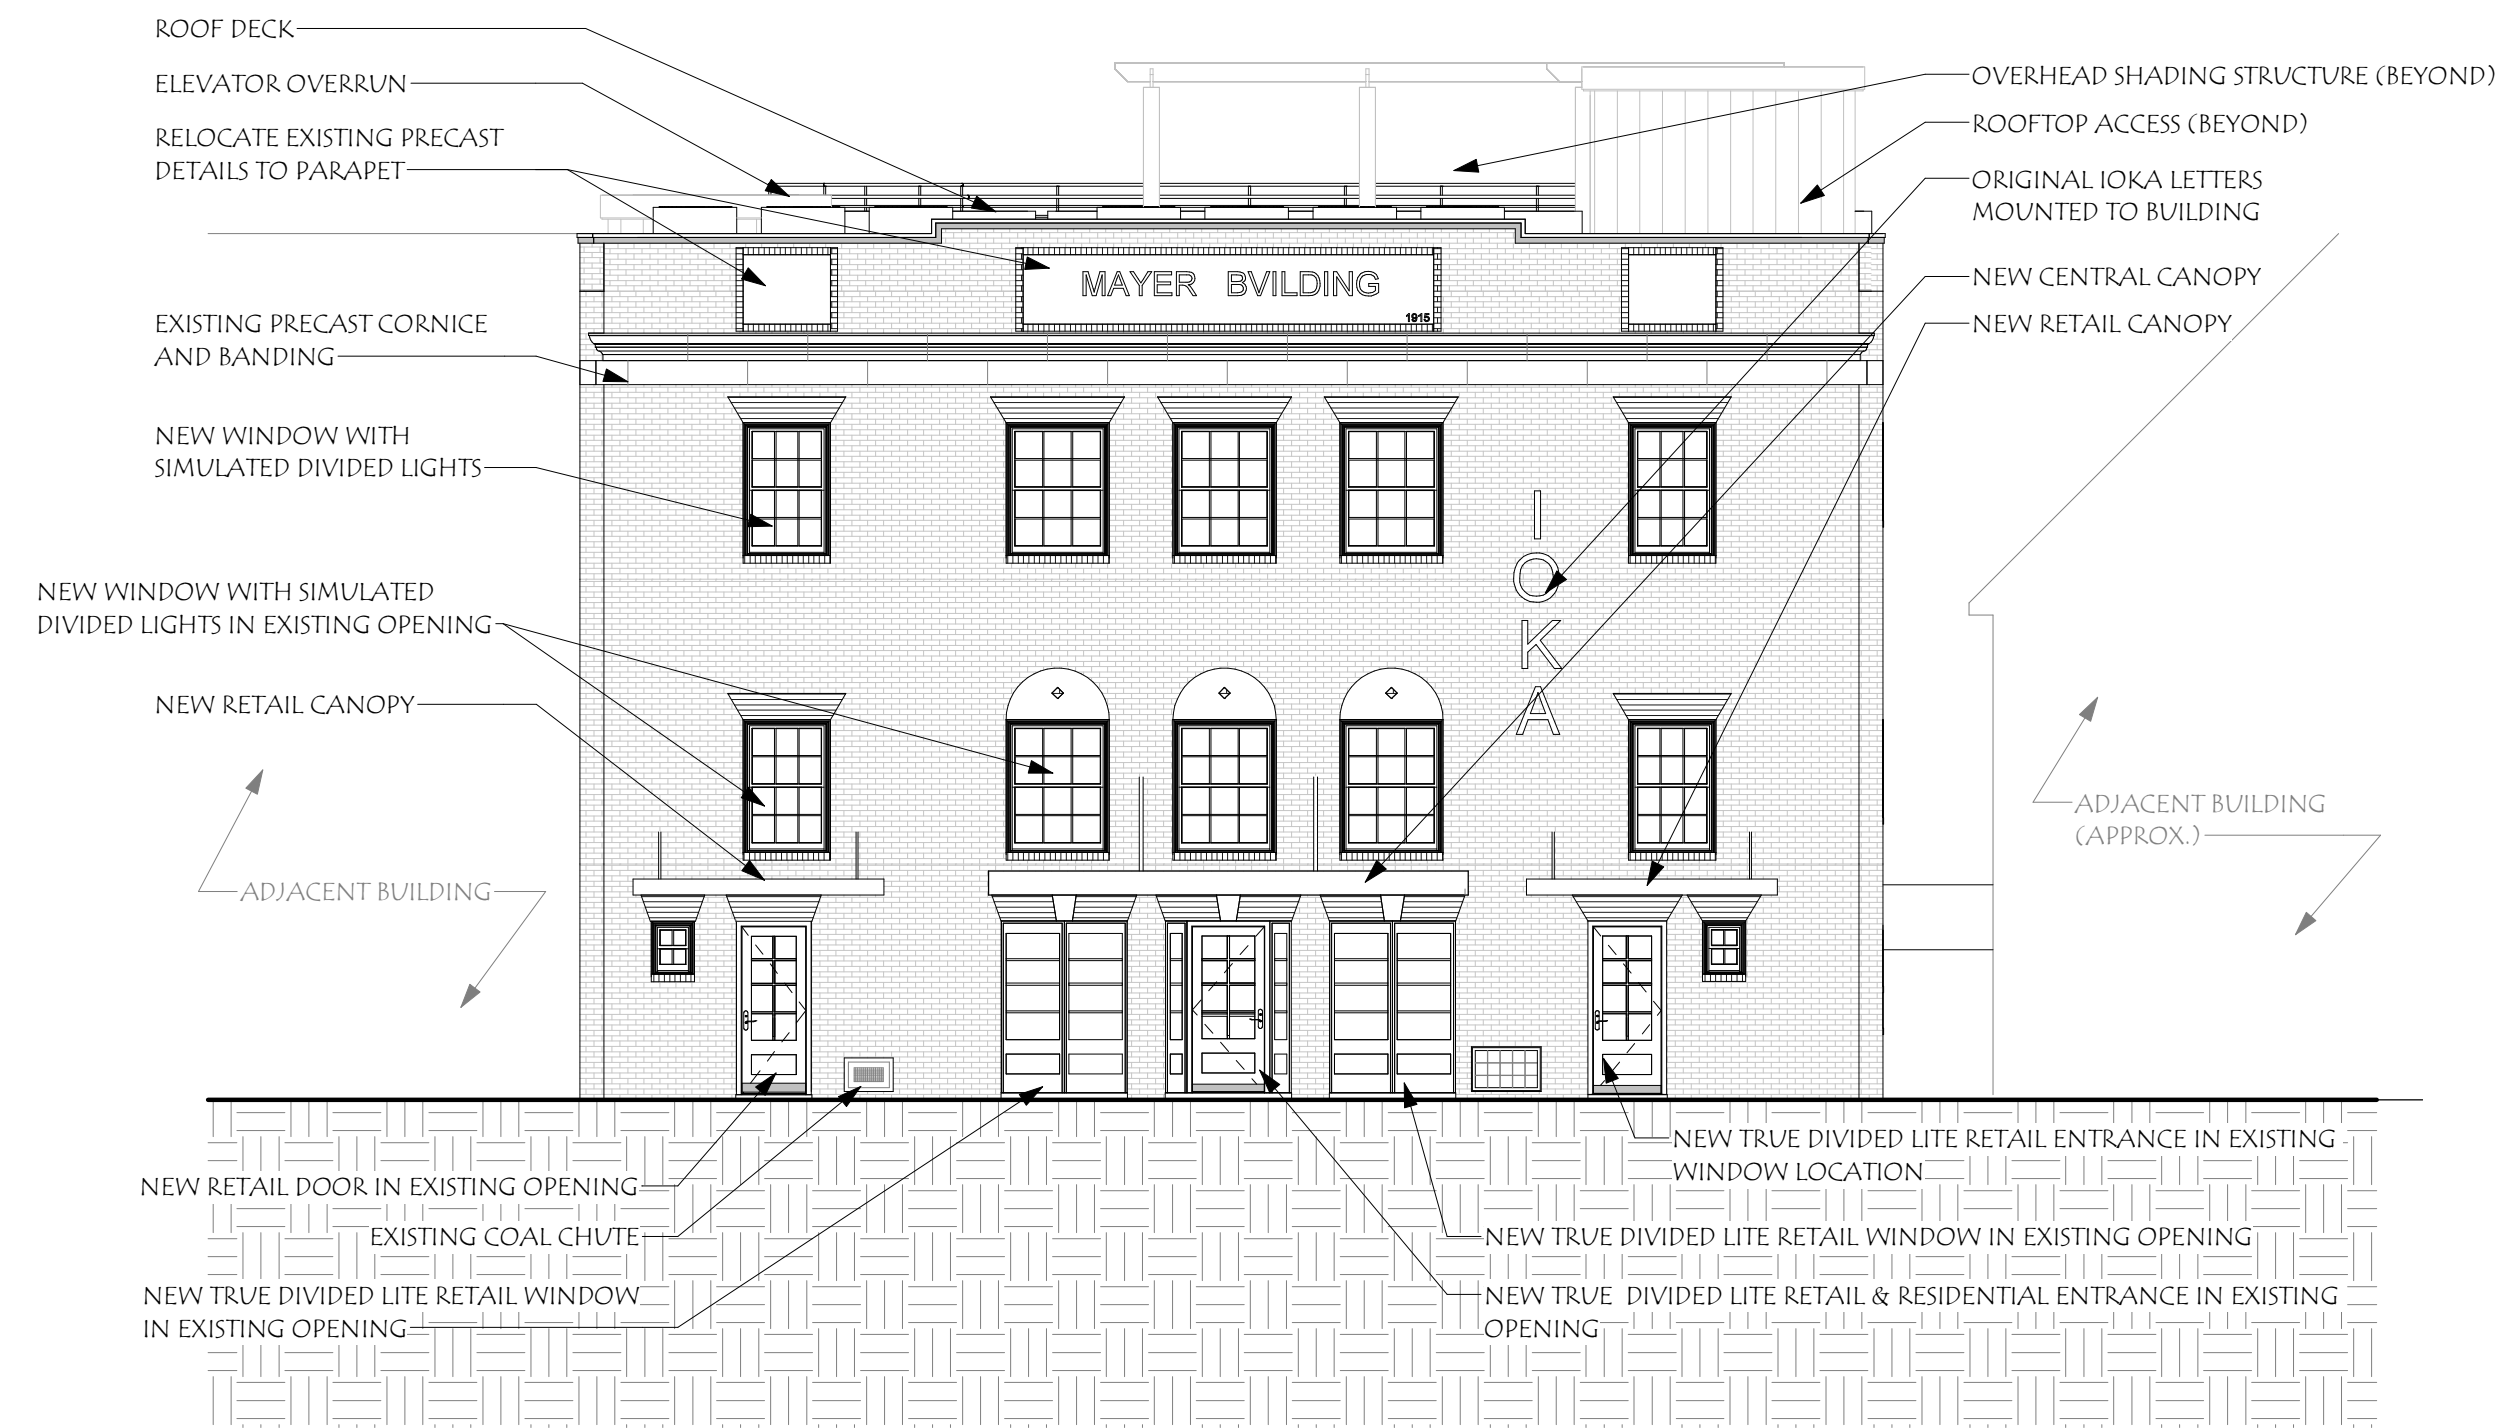 ROOF DECK
ELEVATOR OVERRUN
RELOCATE EXISTING PRECAST
DETAILS TO PARAPET
EXISTING PRECAST CORNICE
AND BANDING
NEW WINDOW WITH
SIMULATED DIVIDED LIGHTS
NEW WINDOW WITH SIMULATED
DIVIDED LIGHTS IN EXISTING OPENING
NEW RETAIL CANOPY
ADJACENT BUILDING
MAYER BVILDING
1915
I
O
K
A
OVERHEAD SHADING STRUCTURE (BEYOND)
ROOFTOP ACCESS (BEYOND)
ORIGINAL IOKA LETTERS
MOUNTED TO BUILDING
NEW CENTRAL CANOPY
NEW RETAIL CANOPY
ADJACENT BUILDING
(APPROX.)
NEW RETAIL DOOR IN EXISTING OPENING
EXISTING COAL CHUTE
NEW TRUE DIVIDED LITE RETAIL WINDOW
IN EXISTING OPENING
NEW TRUE DIVIDED LITE RETAIL ENTRANCE IN EXISTING
WINDOW LOCATION
NEW TRUE DIVIDED LITE RETAIL WINDOW IN EXISTING OPENING
NEW TRUE DIVIDED LITE RETAIL & RESIDENTIAL ENTRANCE IN EXISTING
OPENING